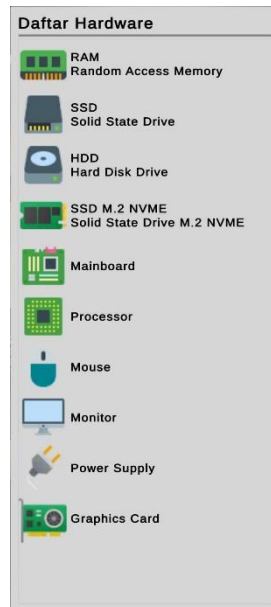 Daftar Hardware
RAM
Random Access Memory
SSD
Solid State Drive
HDD
Hard Disk Drive
SSD M.2 NVME
Solid State Drive M.2 NVME
Mainboard
Processor
Mouse
Monitor
Power Supply
Graphics Card